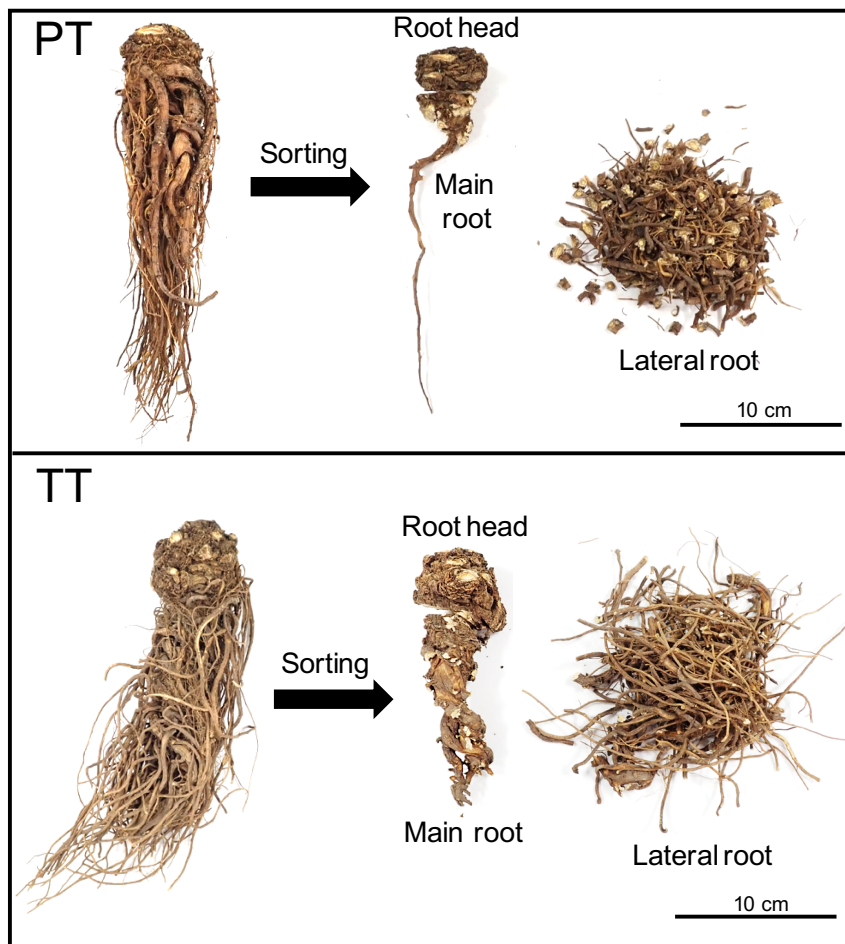 PT
Root head
Sorting
Main
root
Lateral root
10 cm
TT
Root head
Sorting
Main root
Lateral root
10 cm